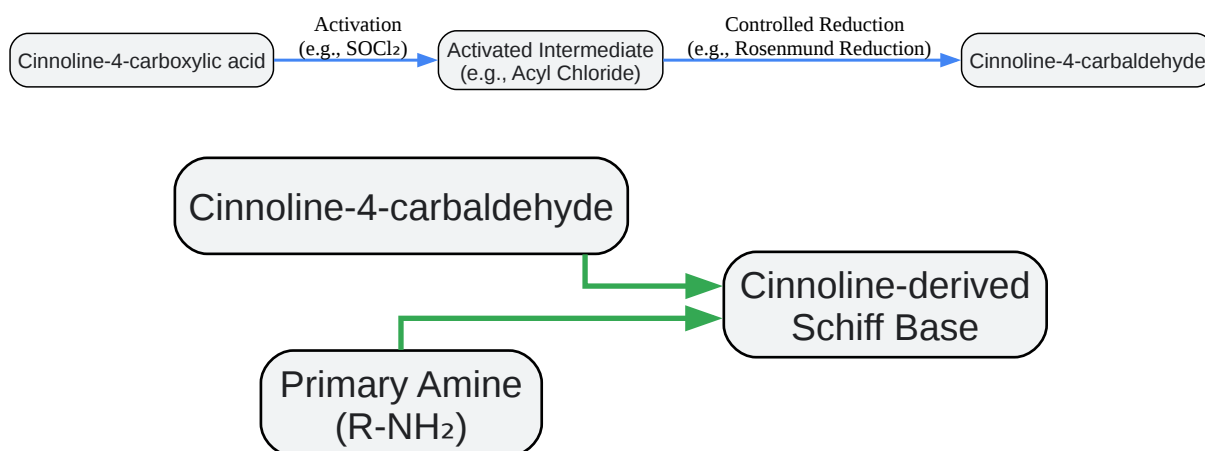 Activation
(e.g., SOCl₂)
Controlled Reduction
(e.g., Rosenmund Reduction)
Cinnoline-4-carboxylic acid
Activated Intermediate
(e.g., Acyl Chloride)
Cinnoline-4-carbaldehyde
Cinnoline-4-carbaldehyde
Cinnoline-derived
Schiff Base
Primary Amine
(R-NH₂)